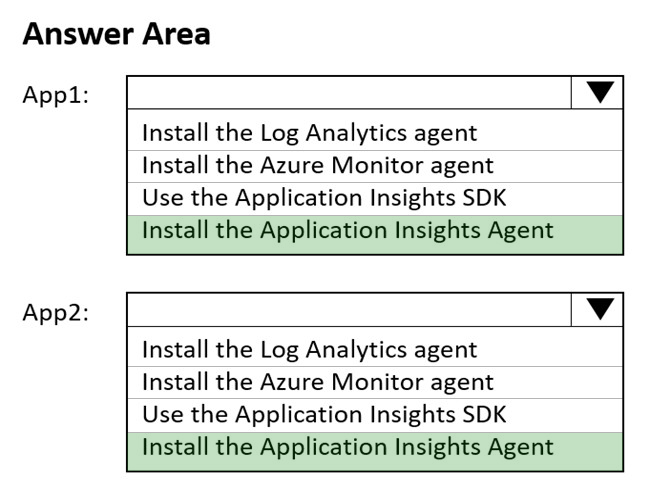 Answer Area
App1:
Install the Log Analytics agent
Install the Azure Monitor agent
Use the Application Insights SDK
Install the Application Insights Agent
App2:
Install the Log Analytics agent
Install the Azure Monitor agent
Use the Application Insights SDK
Install the Application Insights Agent